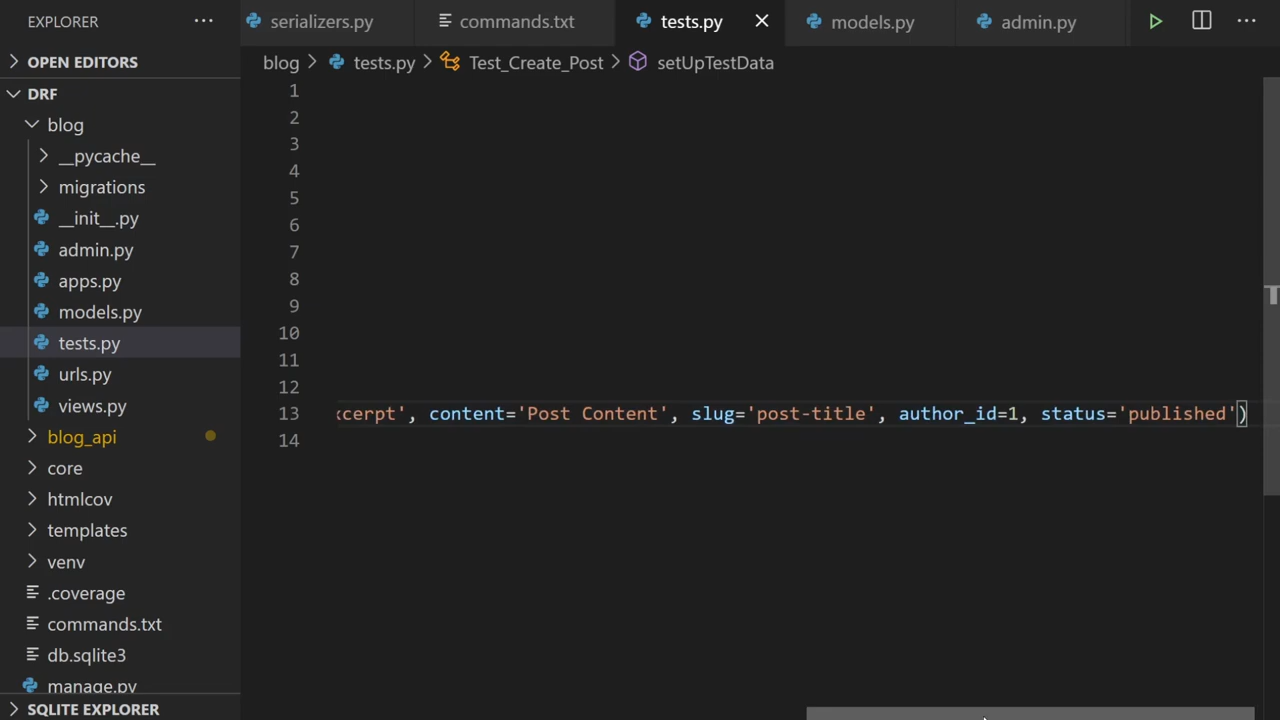 EXPLORER
···
serializers.py
commands.txt
tests.py
models.py
admin.py
···
OPEN EDITORS
blog
tests.py
Test_Create_Post
setUpTestData
DRF
blog
__pycache__
migrations
__init__.py
admin.py
apps.py
models.py
tests.py
urls.py
views.py
blog_api
core
htmlcov
templates
venv
.coverage
commands.txt
db.sqlite3
manage.py
SQLITE EXPLORER
1
2
3
4
5
6
7
8
9
10
11
12
13 xcerpt', content='Post Content', slug='post-title', author_id=1, status='published')
14